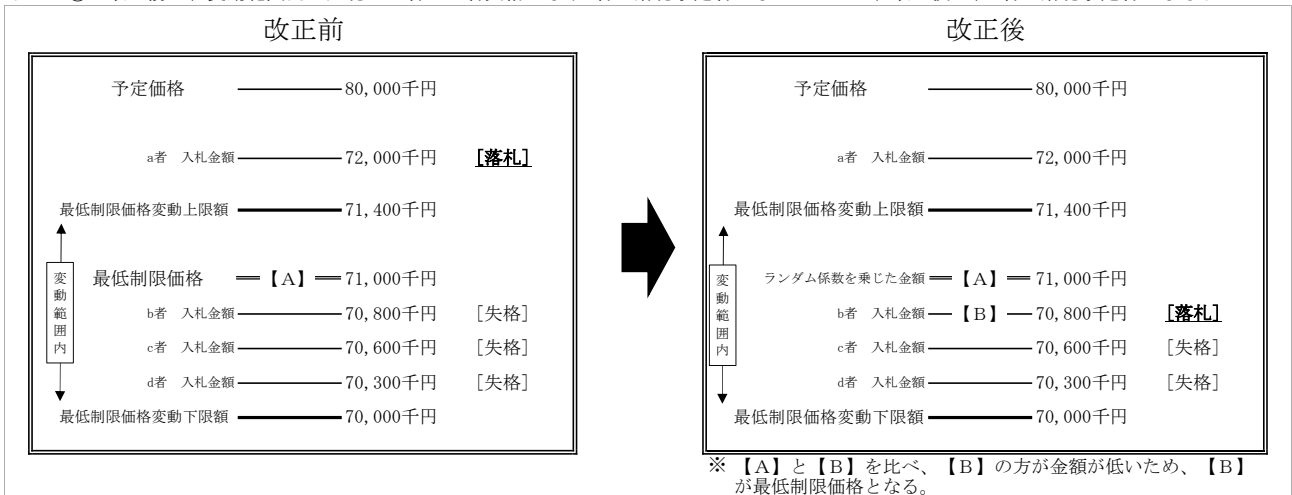 改正前
予定価格 80,000千円
a者 入札金額 72,000千円 [落札]
最低制限価格変動上限額 71,400千円
変動範囲内
最低制限価格 【A】 71,000千円
b者 入札金額 70,800千円 [失格]
c者 入札金額 70,600千円 [失格]
d者 入札金額 70,300千円 [失格]
最低制限価格変動下限額 70,000千円
改正後
予定価格 80,000千円
a者 入札金額 72,000千円
最低制限価格変動上限額 71,400千円
変動範囲内
ランダム係数を乗じた金額 【A】 71,000千円
b者 入札金額 【B】 70,800千円 [落札]
c者 入札金額 70,600千円 [失格]
d者 入札金額 70,300千円 [失格]
最低制限価格変動下限額 70,000千円
※ 【A】と【B】を比べ、【B】の方が金額が低いため、【B】
が最低制限価格となる。